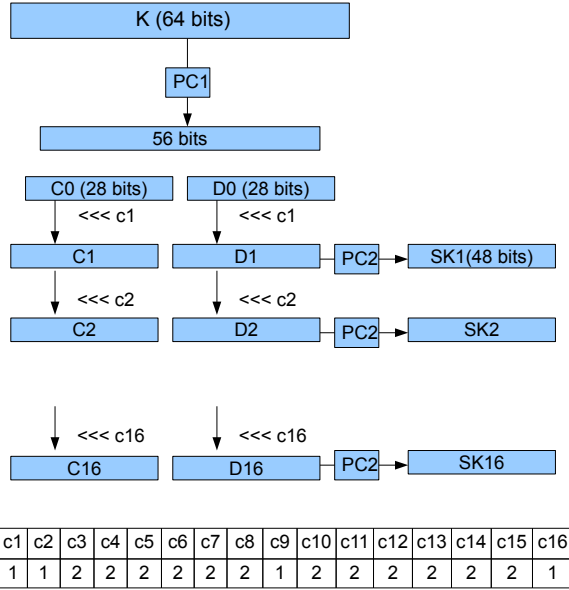 K (64 bits)
PC1
56 bits
C0 (28 bits) D0 (28 bits)
<<< c1 <<< c1
C1 D1 PC2 SK1(48 bits)
<<< c2 <<< c2
C2 D2 PC2 SK2
<<< c16 <<< c16
C16 D16 PC2 SK16
c1 c2 c3 c4 c5 c6 c7 c8 c9 c10 c11 c12 c13 c14 c15 c16
1 1 2 2 2 2 2 2 1 2 2 2 2 2 2 1